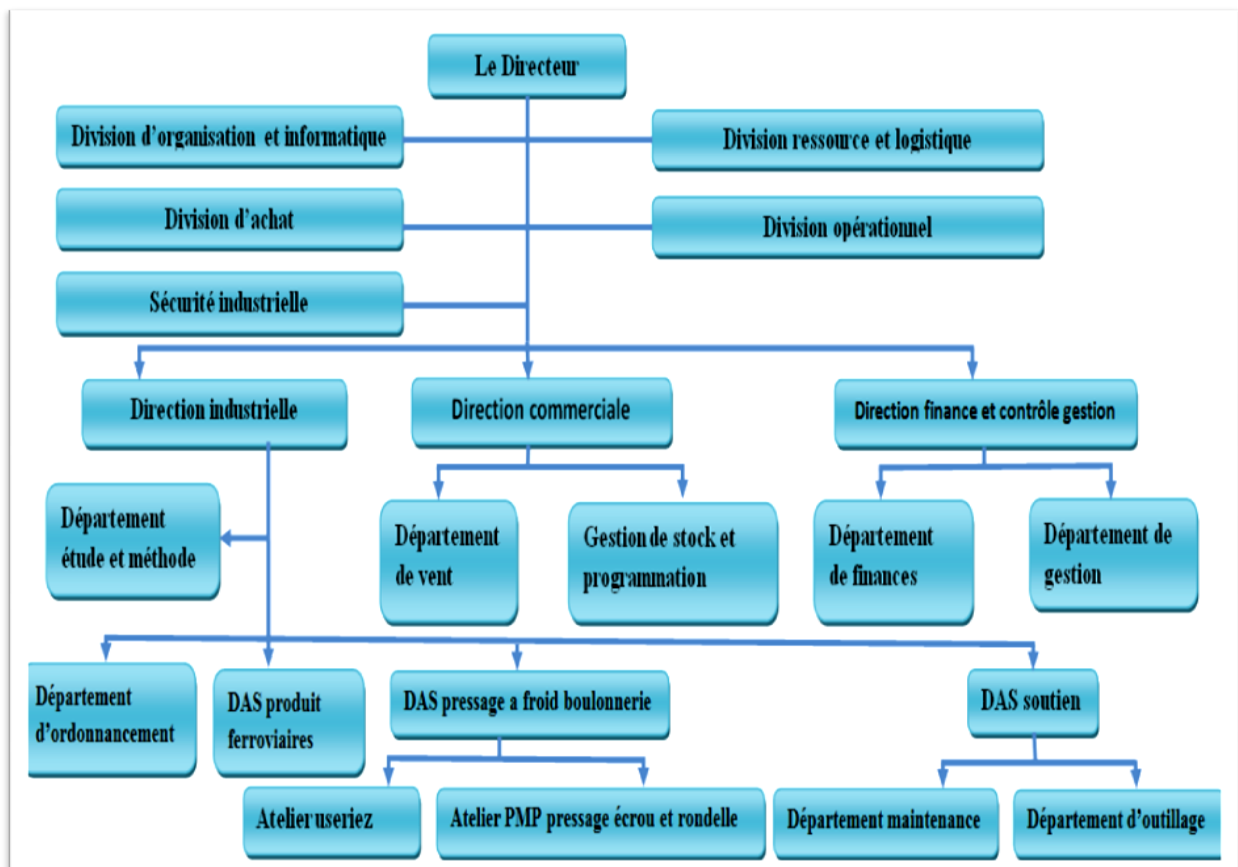 Le Directeur
Division d'organisation et informatique
Division ressource et logistique
Division d'achat
Division opérationnel
Sécurité industrielle
Direction industrielle
Direction commerciale
Direction finance et contrôle gestion
Département
étude et méthode
Département
de vent
Gestion de stock et
programmation
Département
de finances
Département de
gestion
Département
d'ordonnancement
DAS produit
ferroviaires
DAS pressage a froid boulonnerie
DAS soutien
Atelier useriez
Atelier PMP pressage écrou et rondelle
Département maintenance
Département d'outillage